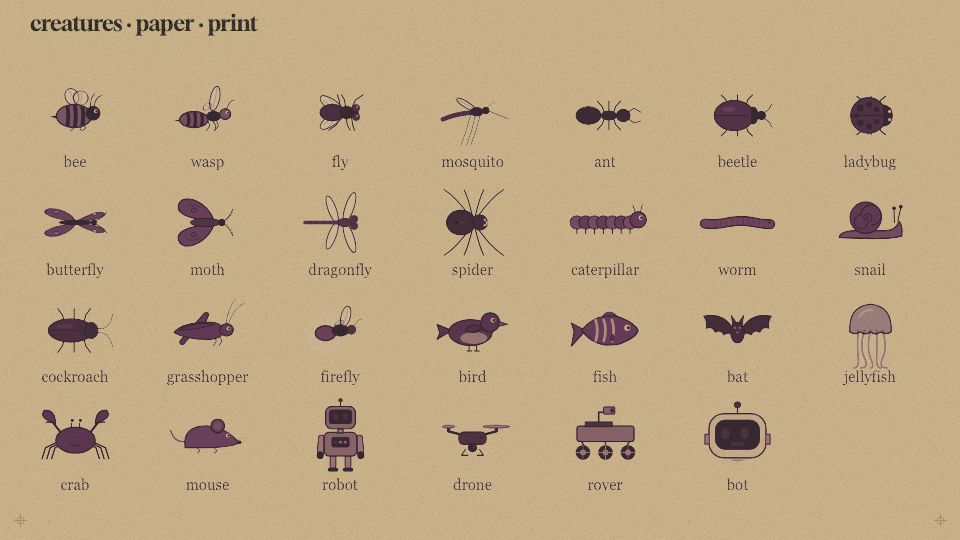 creatures · paper · print
bee wasp fly mosquito ant beetle ladybug
butterfly moth dragonfly spider caterpillar worm snail
cockroach grasshopper firefly bird fish bat jellyfish
crab mouse robot drone rover bot